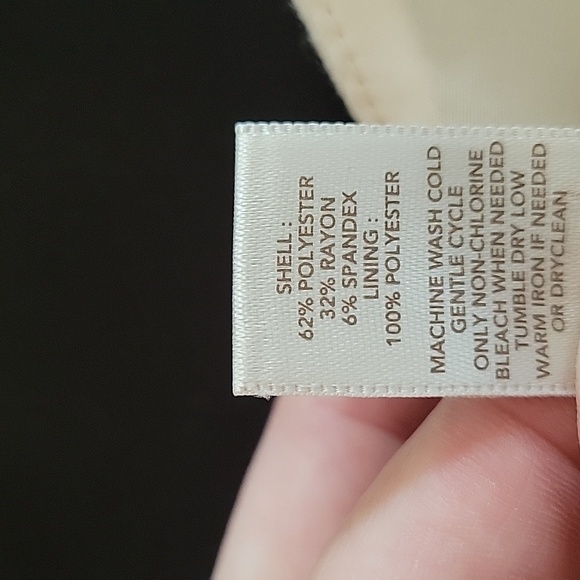 SHELL :
62% POLYESTER
32% RAYON
6% SPANDEX
LINING :
100% POLYESTER
MACHINE WASH COLD
GENTLE CYCLE
ONLY NON-CHLORINE
BLEACH WHEN NEEDED
TUMBLE DRY LOW
WARM IRON IF NEEDED
OR DRYCLEAN